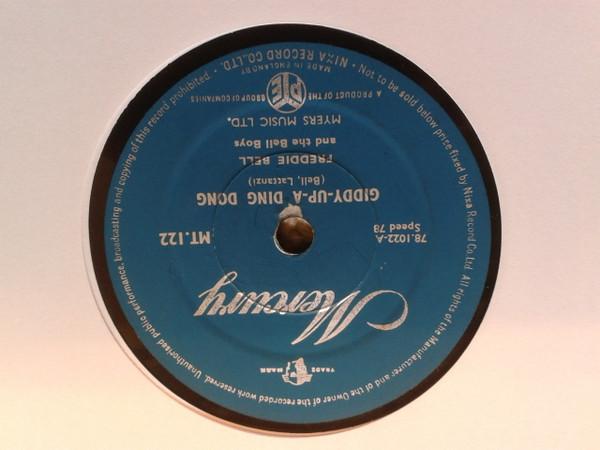 TRADE MARK
Mercury
78.1022-A
Speed 78
MT.122
GIDDY-UP-A DING DONG
(Bell, Lattanzi)
FREDDIE BELL
and the Bell Boys
MYERS MUSIC LTD.
A PRODUCT OF THE PYE GROUP OF COMPANIES
MADE IN ENGLAND BY
NIXA RECORD CO. LTD.
Not to be sold below price fixed by Nixa Record Co. Ltd. All rights of the Manufacturer and of the Owner of the recorded work reserved. Unauthorised public performance, broadcasting and copying of this record prohibited.